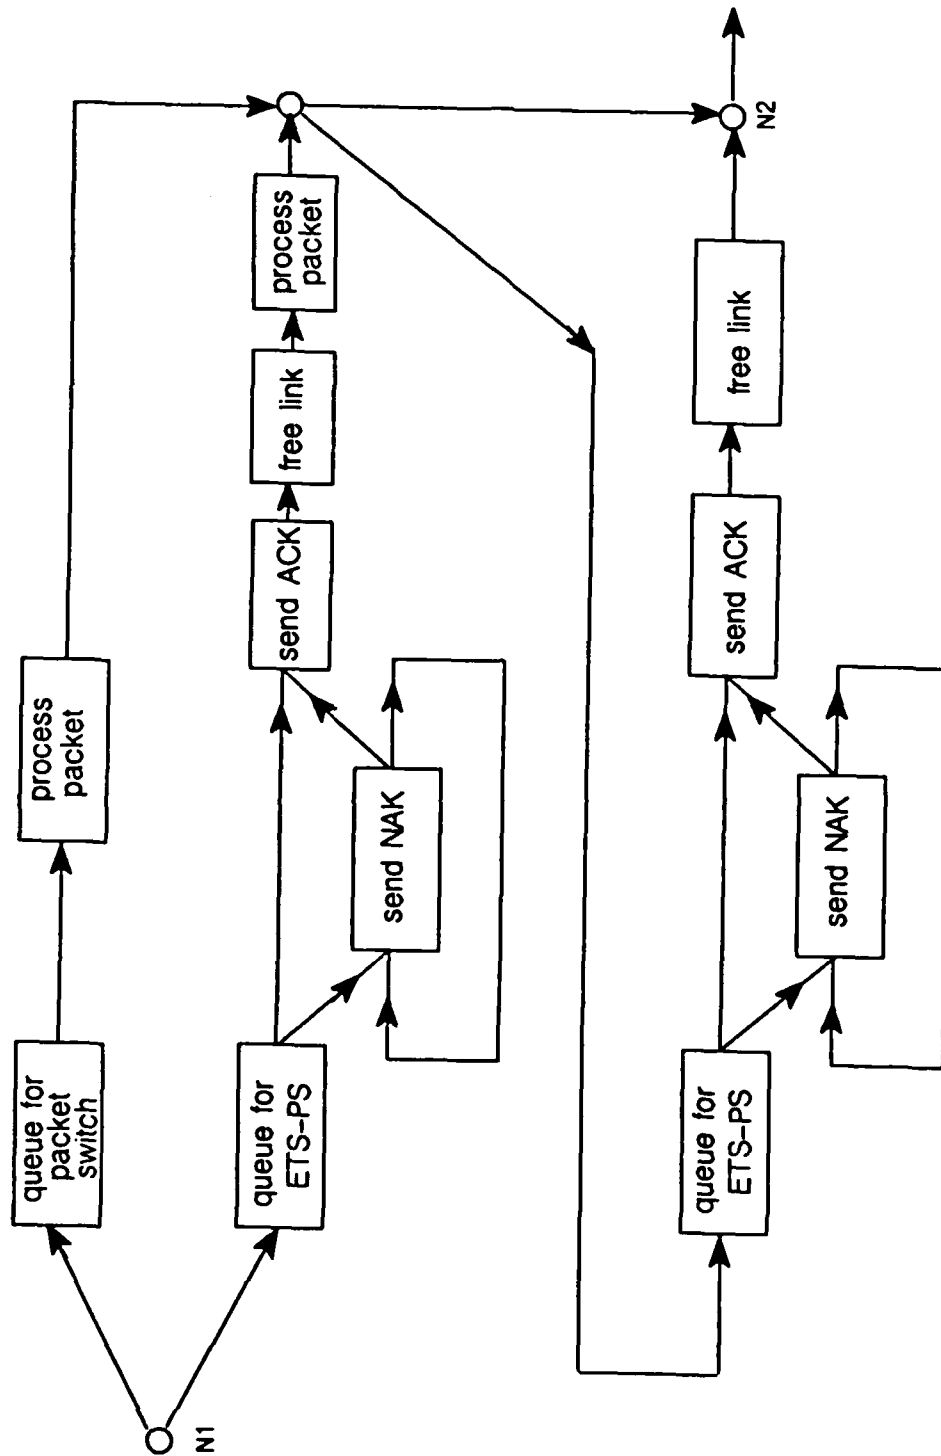 N1
queue for
packet
switch
process
packet
queue for
ETS-PS
send NAK
send ACK
free link
process
packet
queue for
ETS-PS
send NAK
send ACK
free link
N2